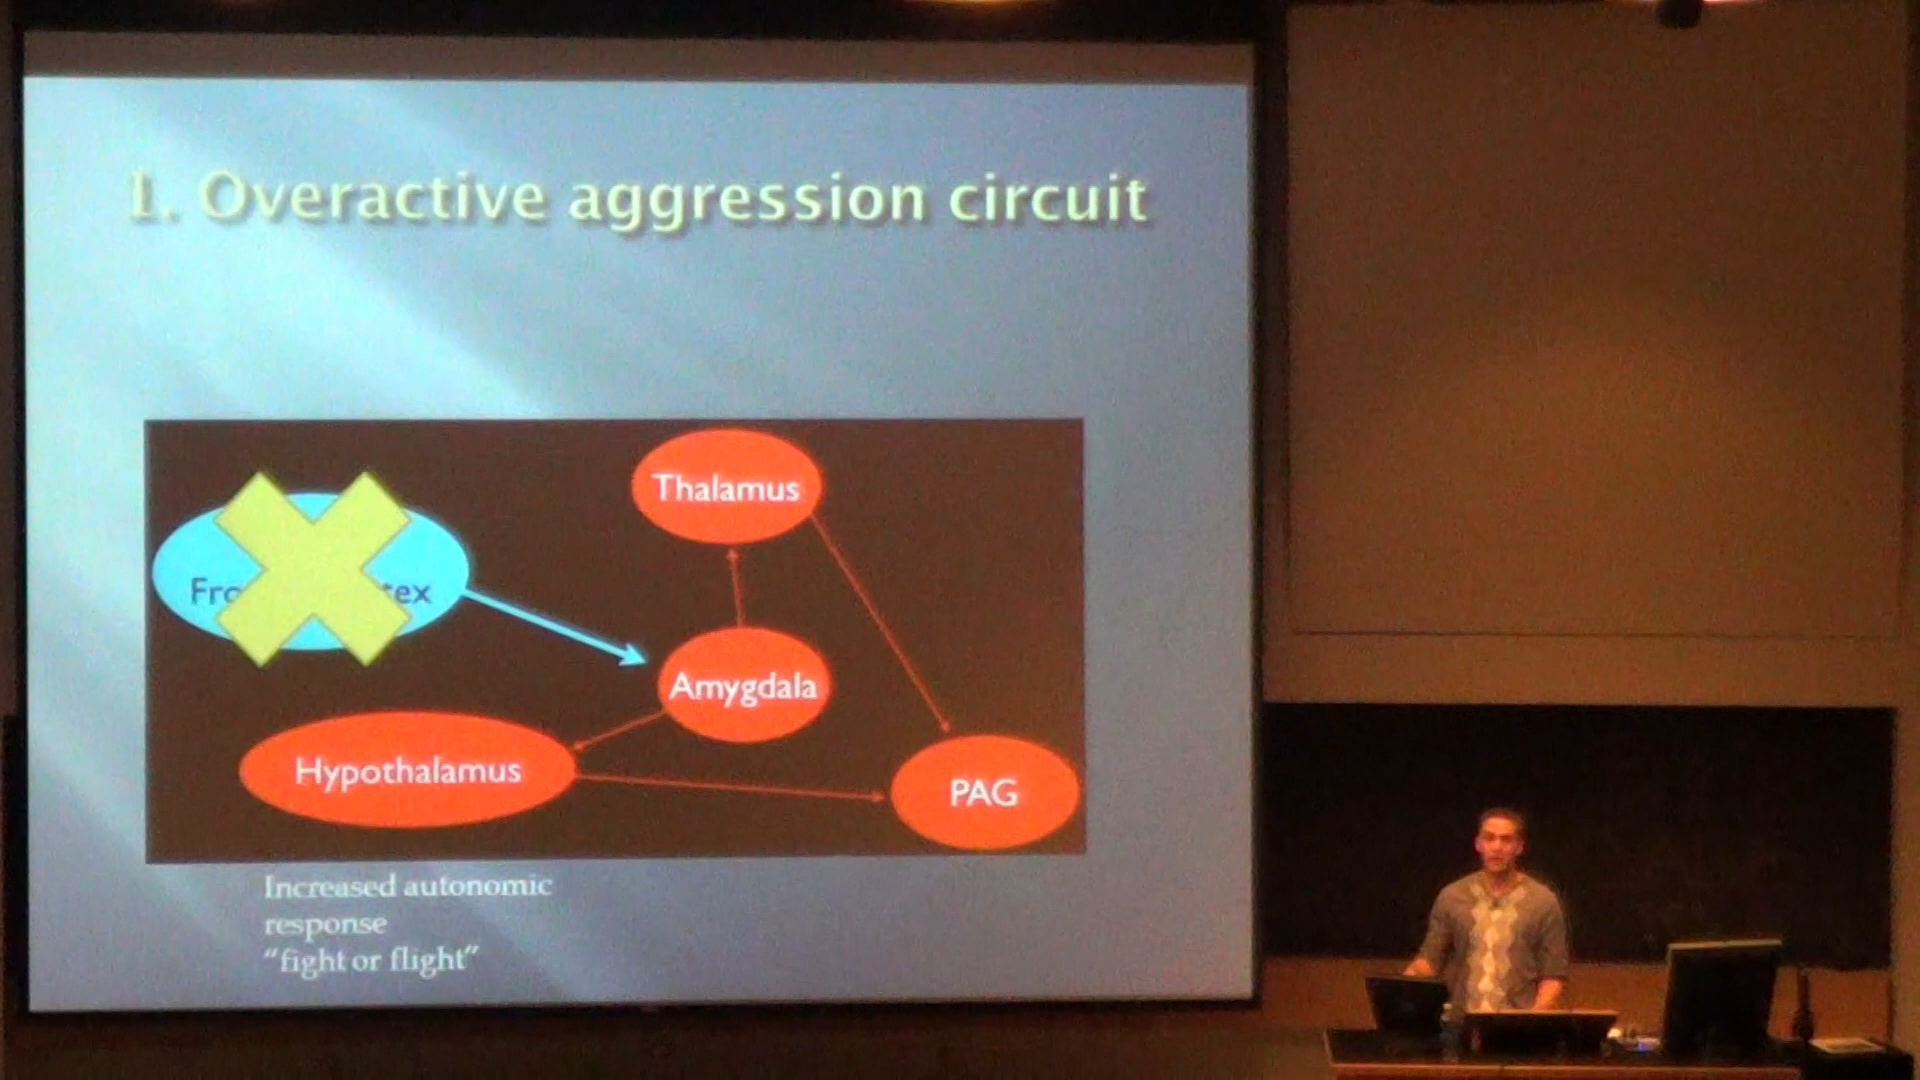 1. Overactive aggression circuit
Thalamus
Fro tex
Amygdala
Hypothalamus
PAG
Increased autonomic
response
“fight or flight”